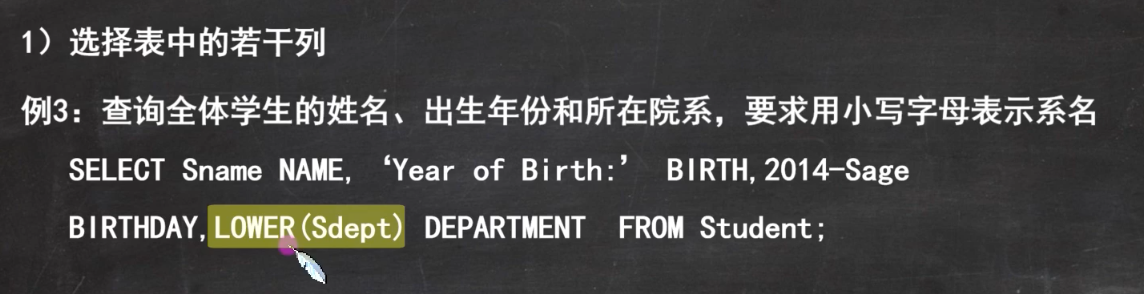 1）选择表中的若干列
例3：查询全体学生的姓名、出生年份和所在院系，要求用小写字母表示系名
SELECT Sname NAME, ‘Year of Birth:’ BIRTH,2014-Sage
BIRTHDAY,LOWER(Sdept) DEPARTMENT FROM Student;